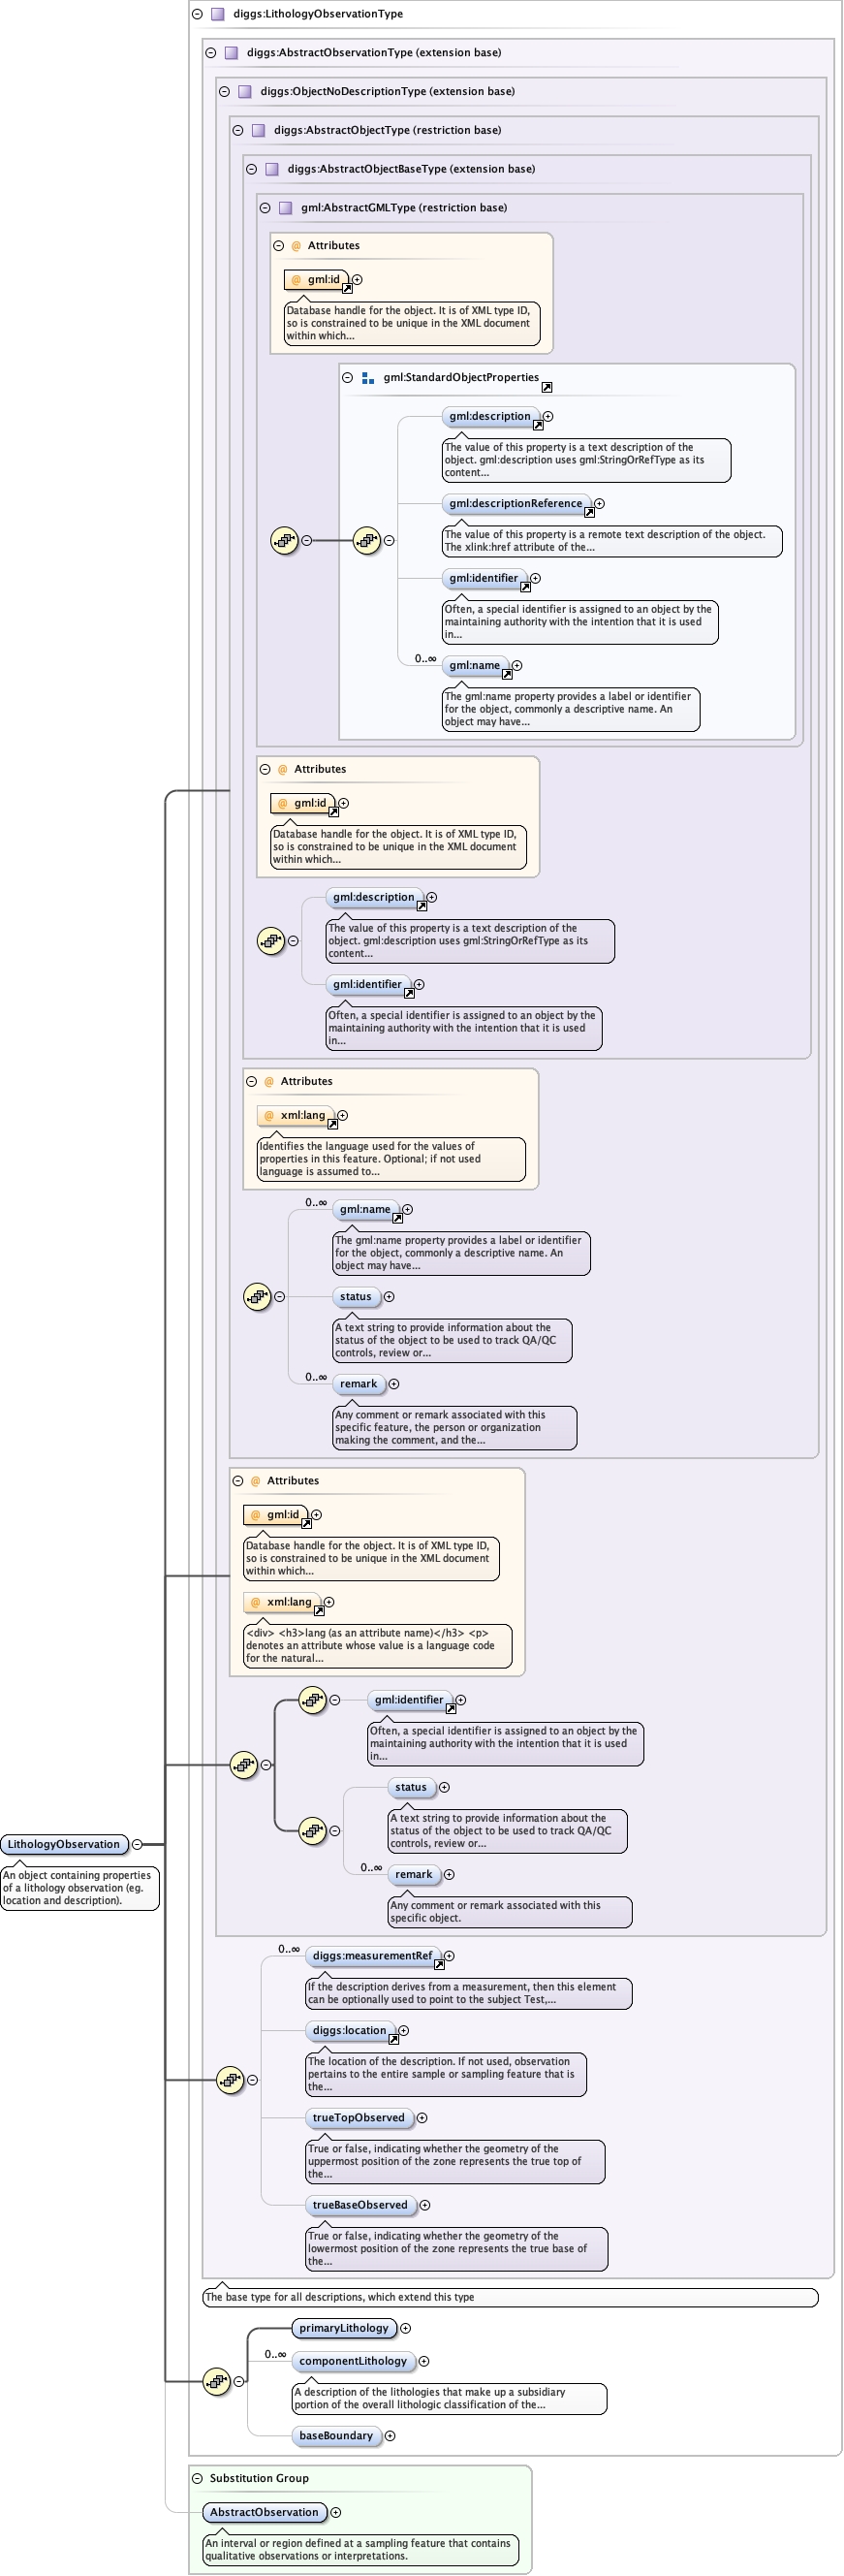 diggs:LithologyObservationType
diggs:AbstractObservationType (extension base)
diggs:ObjectNoDescriptionType (extension base)
diggs:AbstractObjectType (restriction base)
diggs:AbstractObjectBaseType (extension base)
gml:AbstractGMLType (restriction base)
@ Attributes
@ gml:id
Database handle for the object. It is of XML type ID,
so is constrained to be unique in the XML document
within which...
gml:StandardObjectProperties
gml:description
The value of this property is a text description of the
object. gml:description uses gml:StringOrRefType as its
content...
gml:descriptionReference
The value of this property is a remote text description of the object.
The xlink:href attribute of the...
gml:identifier
Often, a special identifier is assigned to an object by the
maintaining authority with the intention that it is used
in...
0..∞
gml:name
The gml:name property provides a label or identifier
for the object, commonly a descriptive name. An
object may have...
@ Attributes
@ gml:id
Database handle for the object. It is of XML type ID,
so is constrained to be unique in the XML document
within which...
gml:description
The value of this property is a text description of the
object. gml:description uses gml:StringOrRefType as its
content...
gml:identifier
Often, a special identifier is assigned to an object by the
maintaining authority with the intention that it is used
in...
@ Attributes
@ xml:lang
Identifies the language used for the values of
properties in this feature. Optional; if not used
language is assumed to...
0..∞
gml:name
The gml:name property provides a label or identifier
for the object, commonly a descriptive name. An
object may have...
status
A text string to provide information about the
status of the object to be used to track QA/QC
controls, review or...
0..∞
remark
Any comment or remark associated with this
specific feature, the person or organization
making the comment, and the...
@ Attributes
@ gml:id
Database handle for the object. It is of XML type ID,
so is constrained to be unique in the XML document
within which...
@ xml:lang
<div> <h3>lang (as an attribute name)</h3> <p>
denotes an attribute whose value is a language code
for the natural...
gml:identifier
Often, a special identifier is assigned to an object by the
maintaining authority with the intention that it is used
in...
status
A text string to provide information about the
status of the object to be used to track QA/QC
controls, review or...
0..∞
remark
Any comment or remark associated with this
specific object.
LithologyObservation
An object containing properties
of a lithology observation (eg.
location and description).
0..∞
diggs:measurementRef
If the description derives from a measurement, then this element
can be optionally used to point to the subject Test,...
diggs:location
The location of the description. If not used, observation
pertains to the entire sample or sampling feature that is
the...
trueTopObserved
True or false, indicating whether the geometry of the
uppermost position of the zone represents the true top of
the...
trueBaseObserved
True or false, indicating whether the geometry of the
lowermost position of the zone represents the true base of
the...
The base type for all descriptions, which extend this type
primaryLithology
0..∞
componentLithology
A description of the lithologies that make up a subsidiary
portion of the overall lithologic classification of the...
baseBoundary
Substitution Group
AbstractObservation
An interval or region defined at a sampling feature that contains
qualitative observations or interpretations.